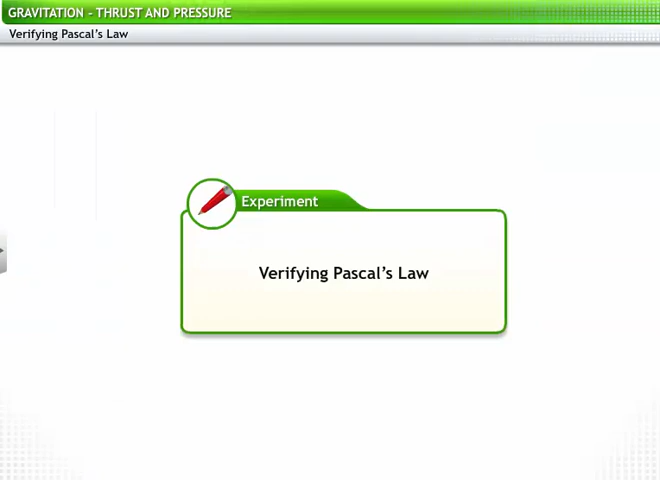 GRAVITATION - THRUST AND PRESSURE
Verifying Pascal's Law
Experiment
Verifying Pascal's Law